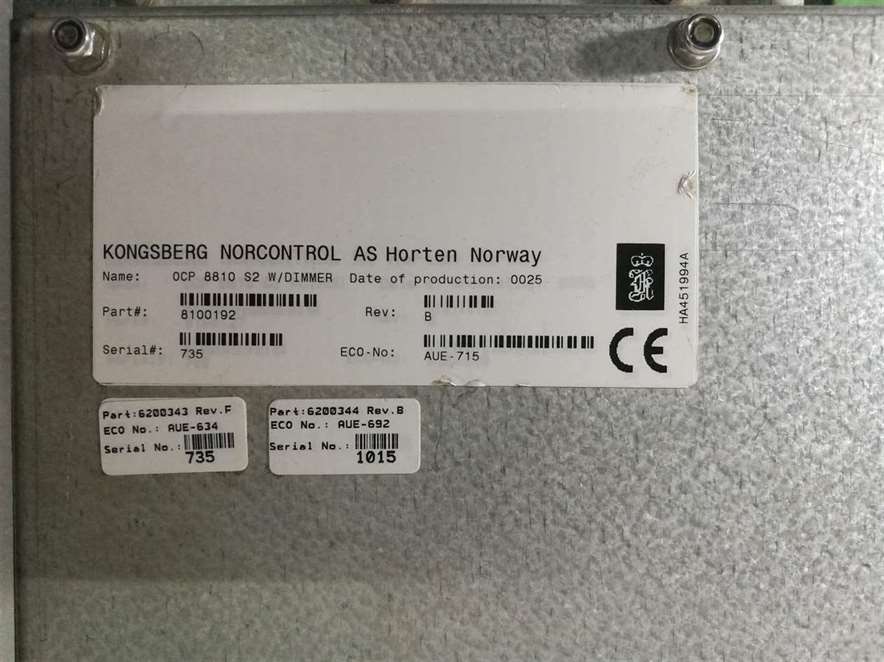 KONGSBERG NORCONTROL AS Horten Norway
Name: OCP 8810 S2 W/DIMMER Date of production: 0025
Part#: 8100192 Rev: B
Serial#: 735 ECO-No: AUE-715
HA451994A
CE
Part:6200343 Rev.F
ECO No.: AUE-634
Serial No.:
735
Part:6200344 Rev.B
ECO No.: AUE-692
Serial No.:
1015